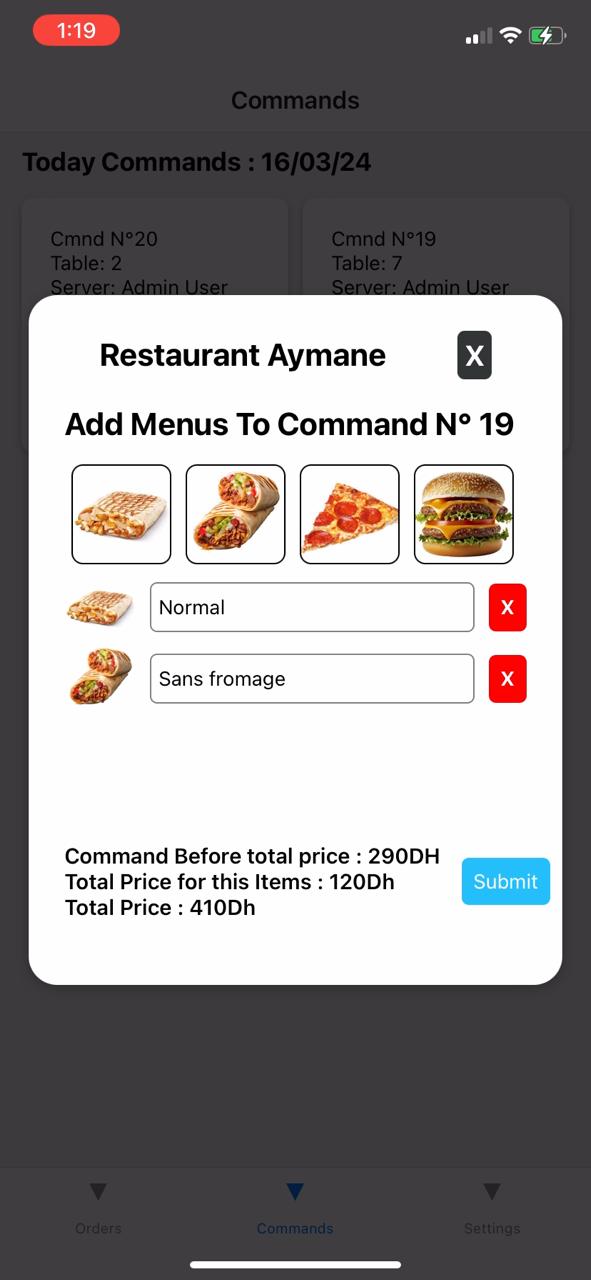 1:19
Commands
Today Commands : 16/03/24
Cmnd N°20
Table: 2
Server: Admin User
Cmnd N°19
Table: 7
Server: Admin User
Restaurant Aymane
X
Add Menus To Command N° 19
Normal
X
Sans fromage
X
Command Before total price : 290DH
Total Price for this Items : 120Dh
Total Price : 410Dh
Submit
Orders
Commands
Settings